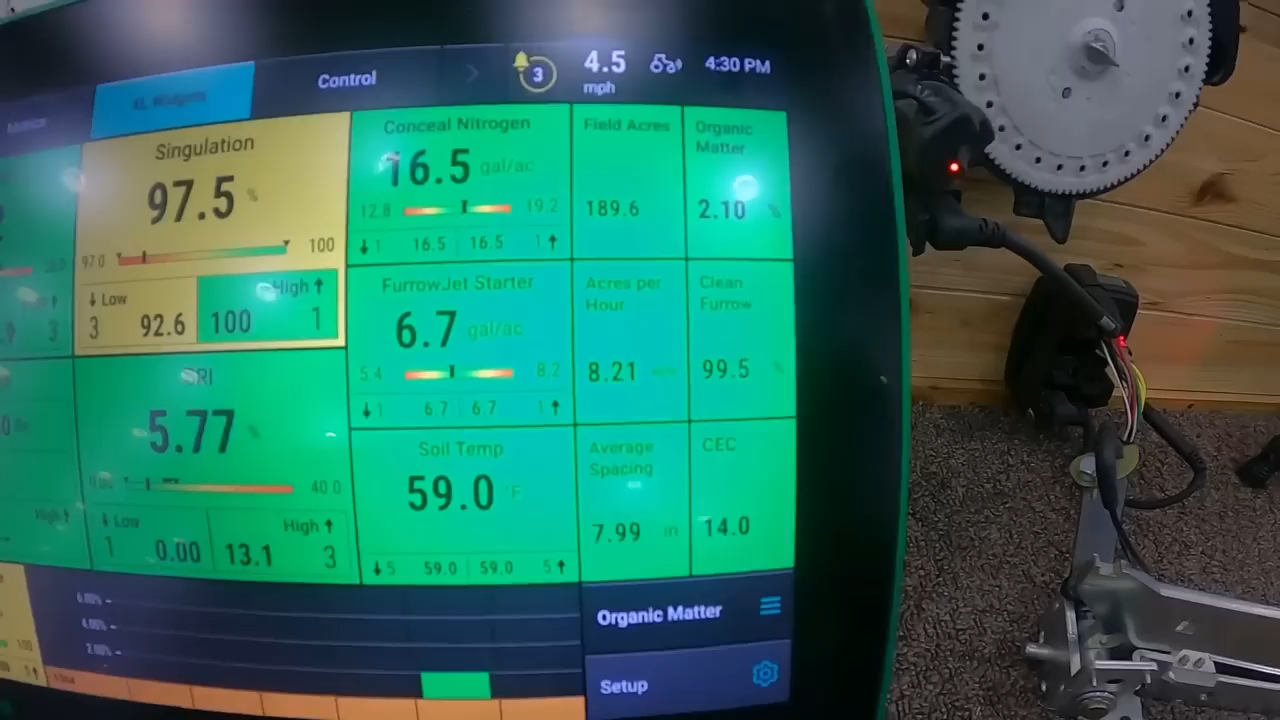 Control
3
4.5
mph
4:30 PM
Singulation
97.5 %
97.0
100
Low
3
92.6
High
100
1
SRI
5.77 %
40.0
Low
1
0.00
High
13.1
3
Conceal Nitrogen
16.5 gal/ac
12.8
19.2
1
16.5
16.5
1
FurrowJet Starter
6.7 gal/ac
5.4
8.2
1
6.7
6.7
1
Soil Temp
59.0 °F
5
59.0
59.0
5
Field Acres
189.6
Organic
Matter
2.10 %
Acres per
Hour
8.21
Clean
Furrow
99.5 %
Average
Spacing
7.99 in
CEC
14.0
High
3
6.00%
4.00%
2.00%
Organic Matter
Setup